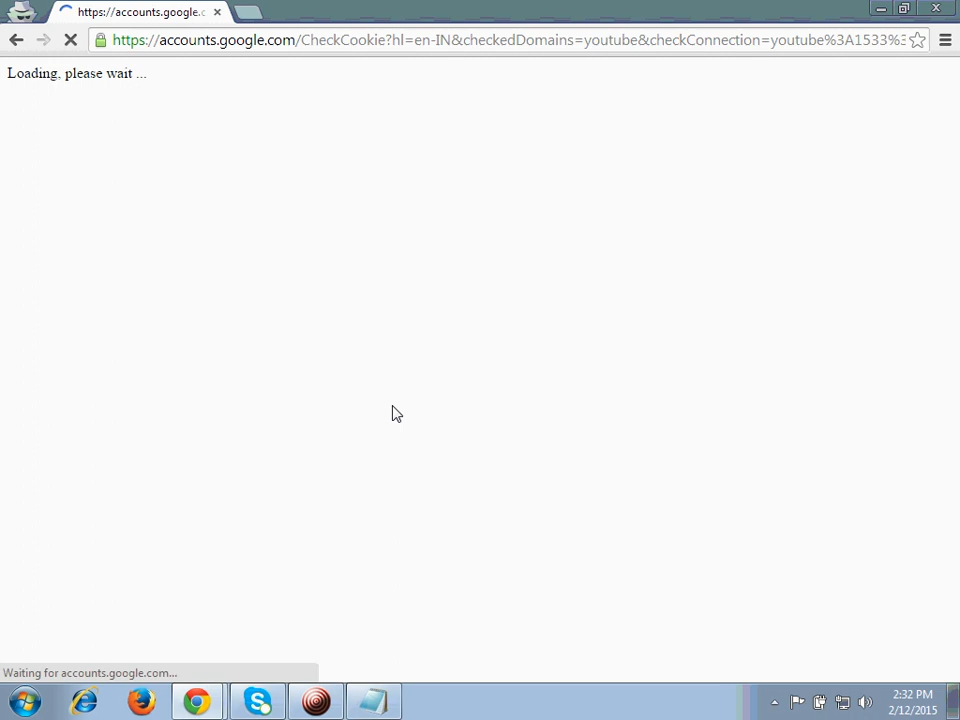 https://accounts.google.c
https://accounts.google.com/CheckCookie?hl=en-IN&checkedDomains=youtube&checkConnection=youtube%3A1533%3
Loading, please wait ...
Waiting for accounts.google.com...
2:32 PM
2/12/2015